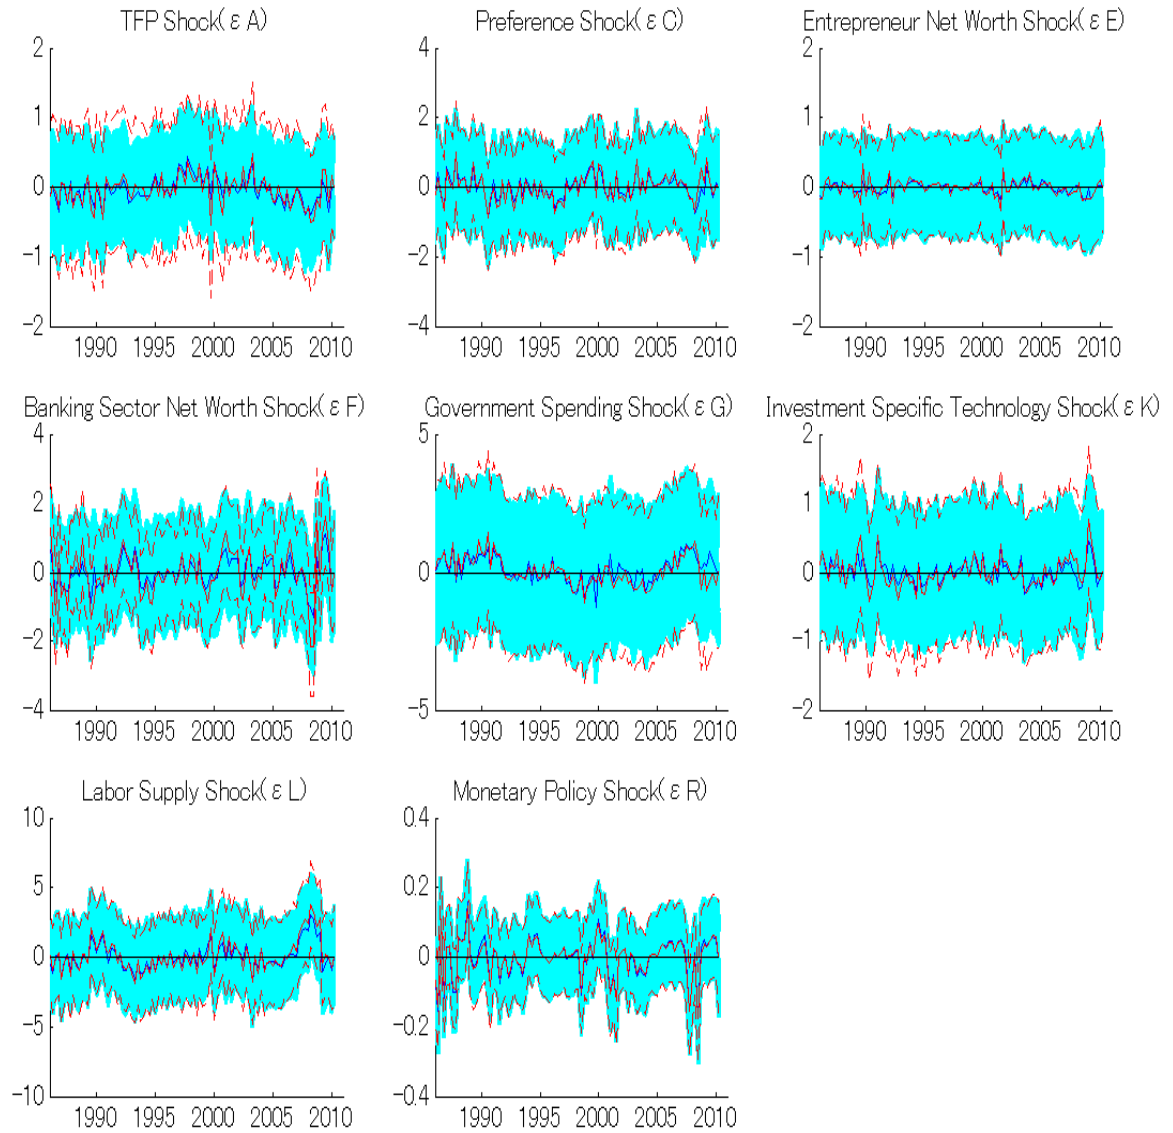 TFP Shock( ε A)
Preference Shock( ε C)
Entrepreneur Net Worth Shock( ε E)
2
1
0
−1
−2
1990 1995 2000 2005 2010
4
2
0
−2
−4
1990 1995 2000 2005 2010
2
1
0
−1
−2
1990 1995 2000 2005 2010
Banking Sector Net Worth Shock( ε F)
Government Spending Shock( ε G)
Investment Specific Technology Shock( ε K)
4
2
0
−2
−4
1990 1995 2000 2005 2010
5
0
−5
1990 1995 2000 2005 2010
2
1
0
−1
−2
1990 1995 2000 2005 2010
Labor Supply Shock( ε L)
Monetary Policy Shock( ε R)
10
5
0
−5
−10
1990 1995 2000 2005 2010
0.4
0.2
0
−0.2
−0.4
1990 1995 2000 2005 2010